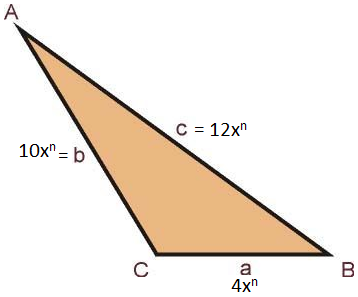 A
c = 12xⁿ
10xⁿ = b
C
a
B
4xⁿ